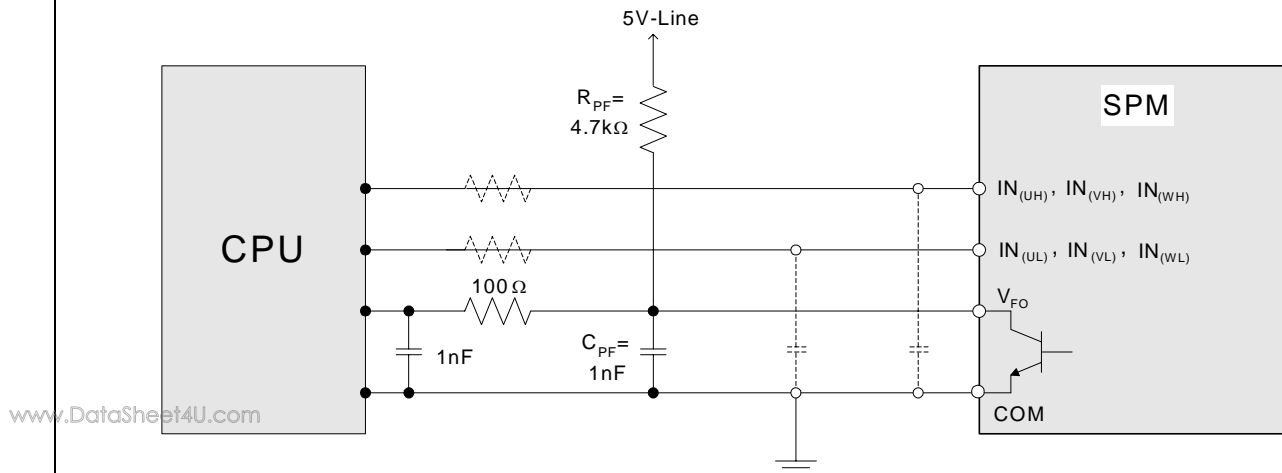 5V-Line
R_PF=
4.7kΩ
SPM
CPU
IN(UH), IN(VH), IN(WH)
IN(UL), IN(VL), IN(WL)
100Ω
V_FO
1nF
C_PF=
1nF
COM
www.DataSheet4U.com